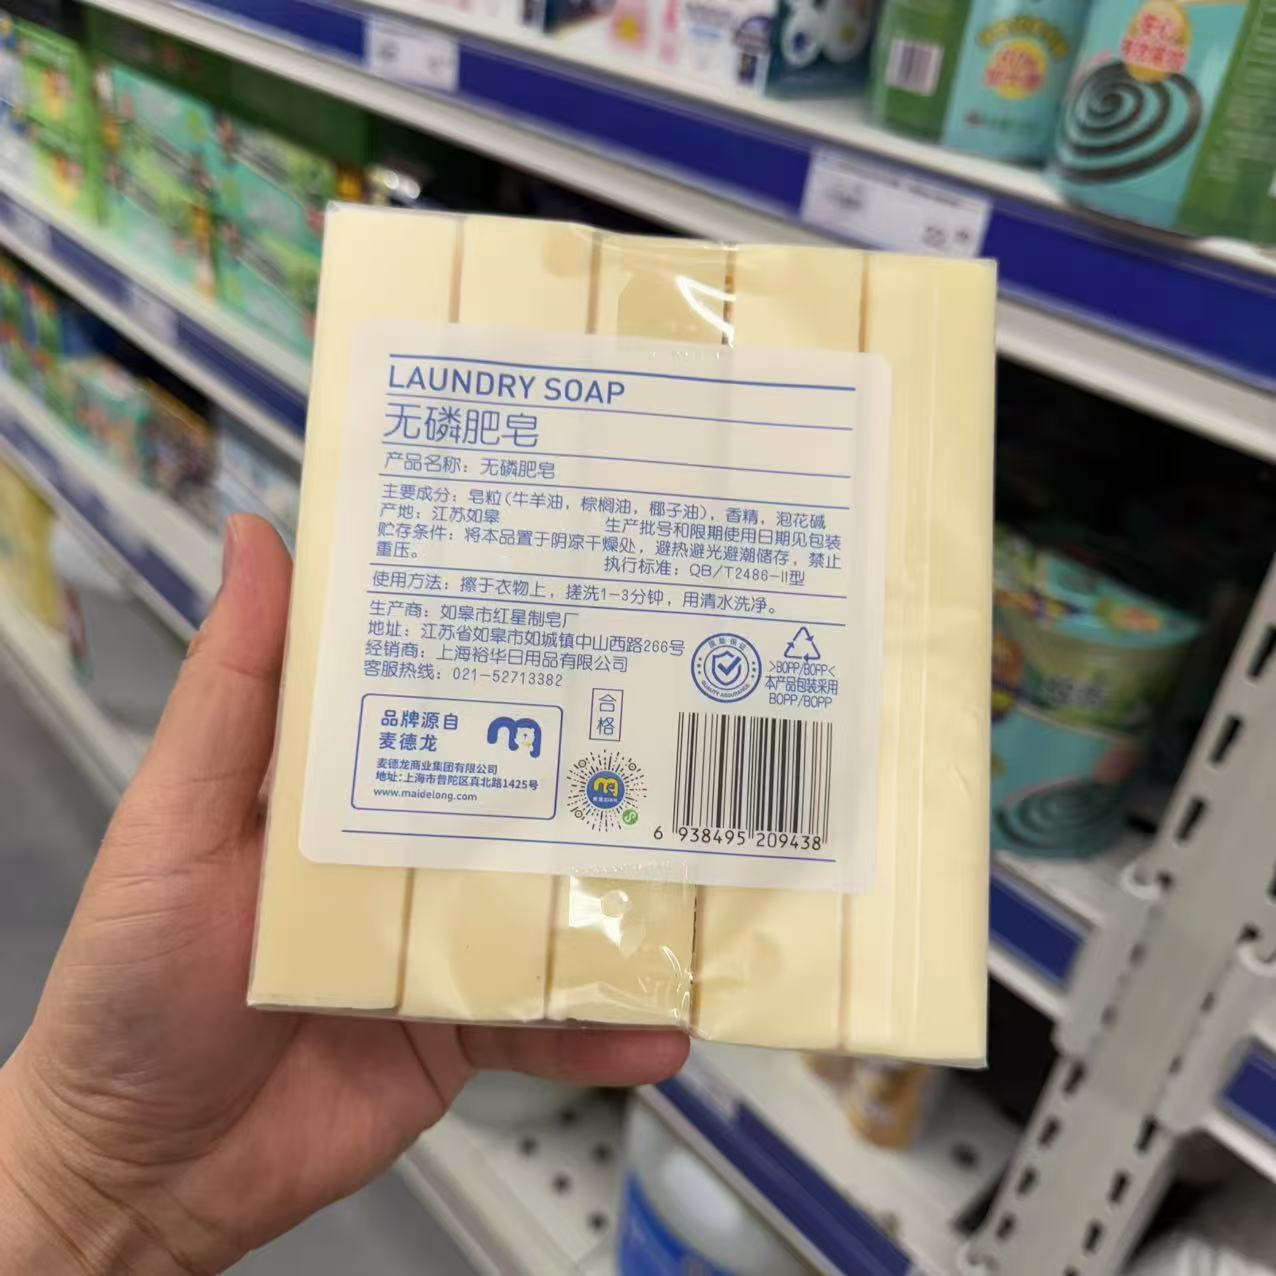 LAUNDRY SOAP
无磷肥皂
产品名称：无磷肥皂
主要成分：皂粒(牛羊油，棕榈油，椰子油)，香精，泡花碱
产地：江苏如皋 生产批号和限期使用日期见包装
贮存条件：将本品置于阴凉干燥处，避热避光避潮储存，禁止
重压。 执行标准：QB/T2486-II型
使用方法：擦于衣物上，搓洗1-3分钟，用清水洗净。
生产商：如皋市红星制皂厂
地址：江苏省如皋市如城镇中山西路266号
经销商：上海裕华日用品有限公司
客服热线：021-52713382
质量保证
QUALITY ASSURANCE
>BOPP/BOPP<
本产品包装采用
BOPP/BOPP
合格
品牌源自
麦德龙
麦德龙商业集团有限公司
地址:上海市普陀区真北路1425号
www.maidelong.com
6 938495 209438